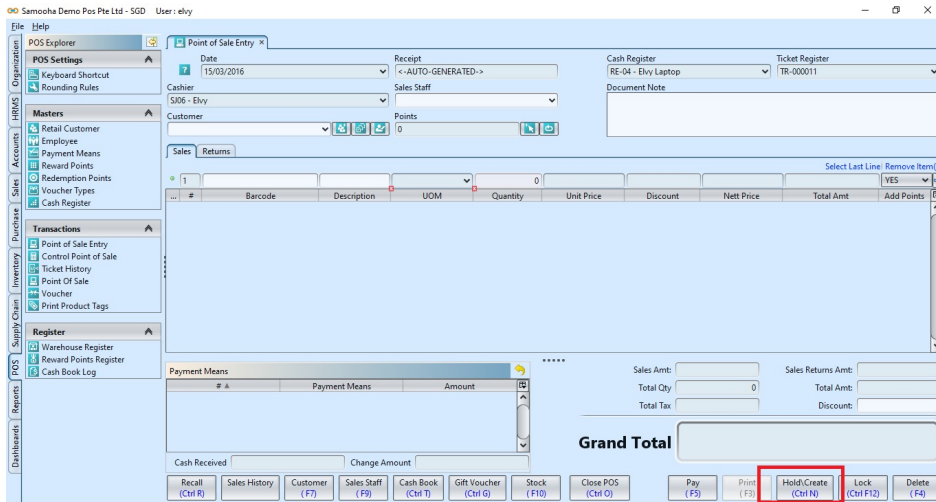 Samooha Demo Pos Pte Ltd - SGD User : elvy
File Help
Organization
HRMS
Accounts
Sales
Purchase
Inventory
Supply Chain
POS
Reports
Dashboards
POS Explorer
POS Settings
Keyboard Shortcut
Rounding Rules
Masters
Retail Customer
Employee
Payment Means
Reward Points
Redemption Points
Voucher Types
Cash Register
Transactions
Point of Sale Entry
Control Point of Sale
Ticket History
Point Of Sale
Voucher
Print Product Tags
Register
Warehouse Register
Reward Points Register
Cash Book Log
Point of Sale Entry ×
Date Receipt Cash Register Ticket Register
? 15/03/2016 <-AUTO-GENERATED-> RE-04 - Elvy Laptop TR-000011
Cashier Sales Staff Document Note
SJ06 - Elvy
Customer Points
0
Sales Returns
Select Last Line Remove Item(
1 0 YES
... # Barcode Description UOM Quantity Unit Price Discount Nett Price Total Amt Add Points
Payment Means
# Payment Means Amount
Cash Received Change Amount
Sales Amt: Sales Returns Amt:
Total Qty 0 Total Amt:
Total Tax Discount:
Grand Total
Recall Sales History Customer Sales Staff Cash Book Gift Voucher Stock Close POS Pay Print Hold\Create Lock Delete
(Ctrl R) ( F7) ( F9) (Ctrl T) (Ctrl G) ( F10) (Ctrl O) ( F5) ( F3) (Ctrl N) (Ctrl F12) ( F4)